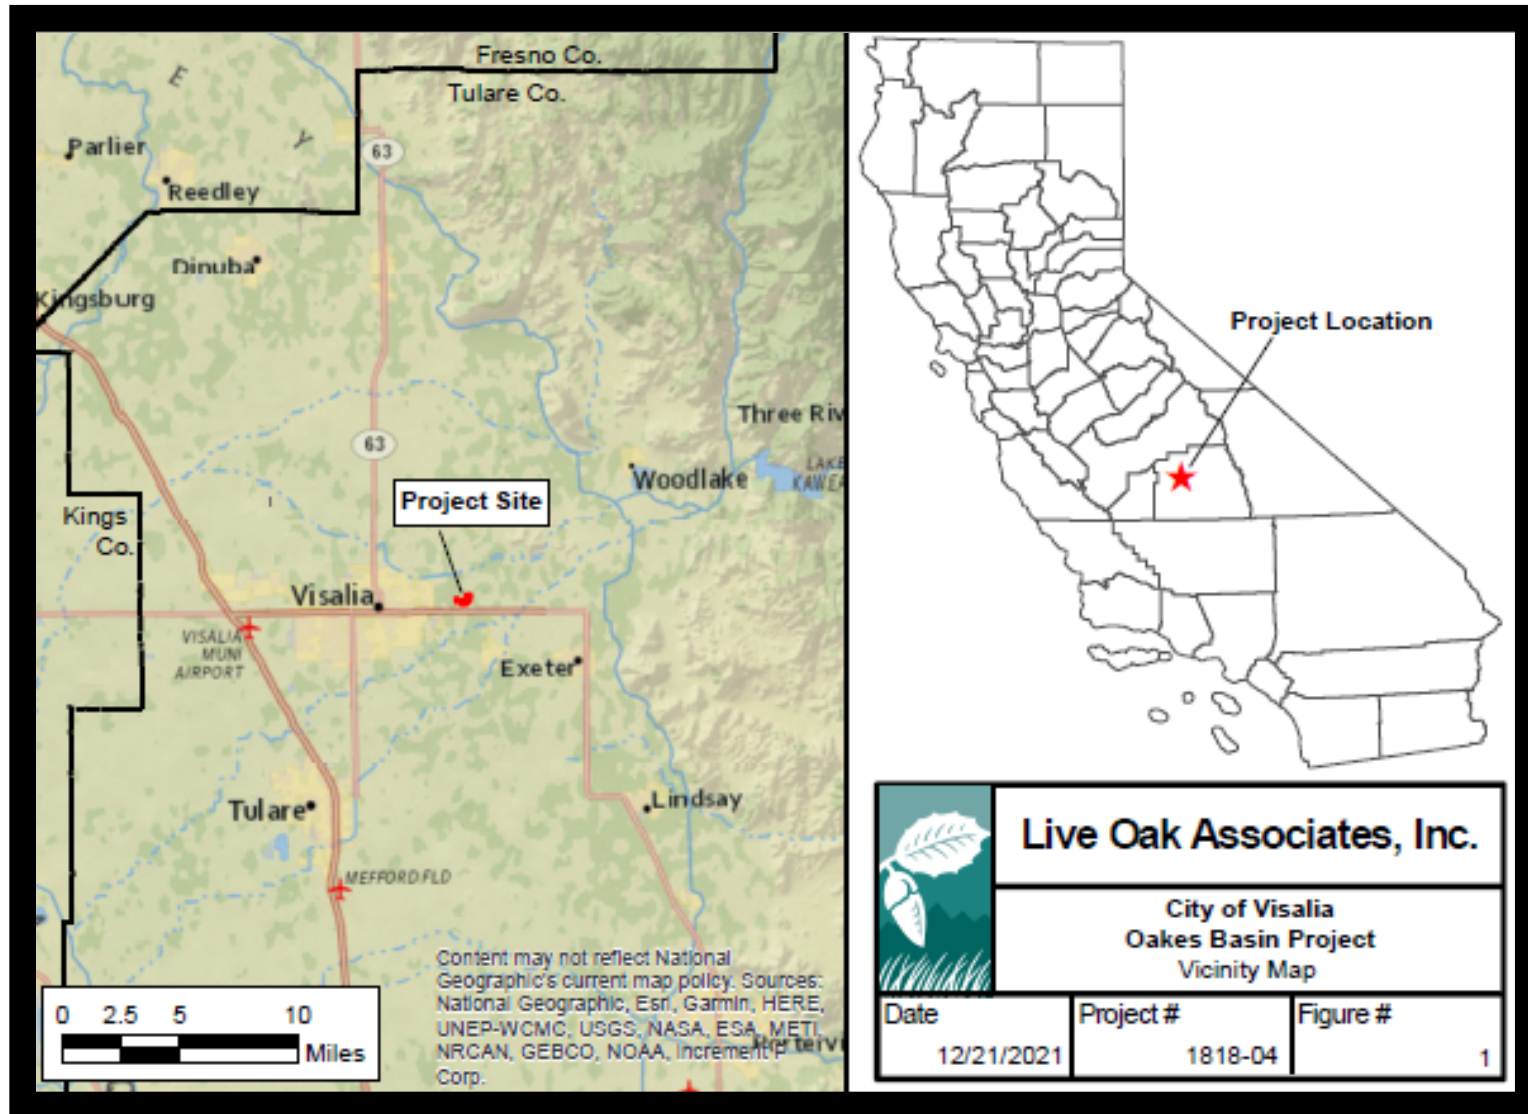 Fresno Co.
Tulare Co.
E
Y
63
Parlier
Reedley
Dinuba
Kingsburg
63
Three Riv
LAKE
KAWEA
Woodlake
Project Site
Kings
Co.
Visalia
VISALIA
MUNI
AIRPORT
Exeter
Tulare
Lindsay
MEFFORD FLD
Content may not reflect National
Geographic's current map policy. Sources:
National Geographic, Esri, Garmin, HERE,
UNEP-WCMC, USGS, NASA, ESA, METI,
NRCAN, GEBCO, NOAA, Increment P
Corp.
Portervi
0 2.5 5 10
Miles
Project Location
Live Oak Associates, Inc.
City of Visalia
Oakes Basin Project
Vicinity Map
Date
12/21/2021
Project #
1818-04
Figure #
1